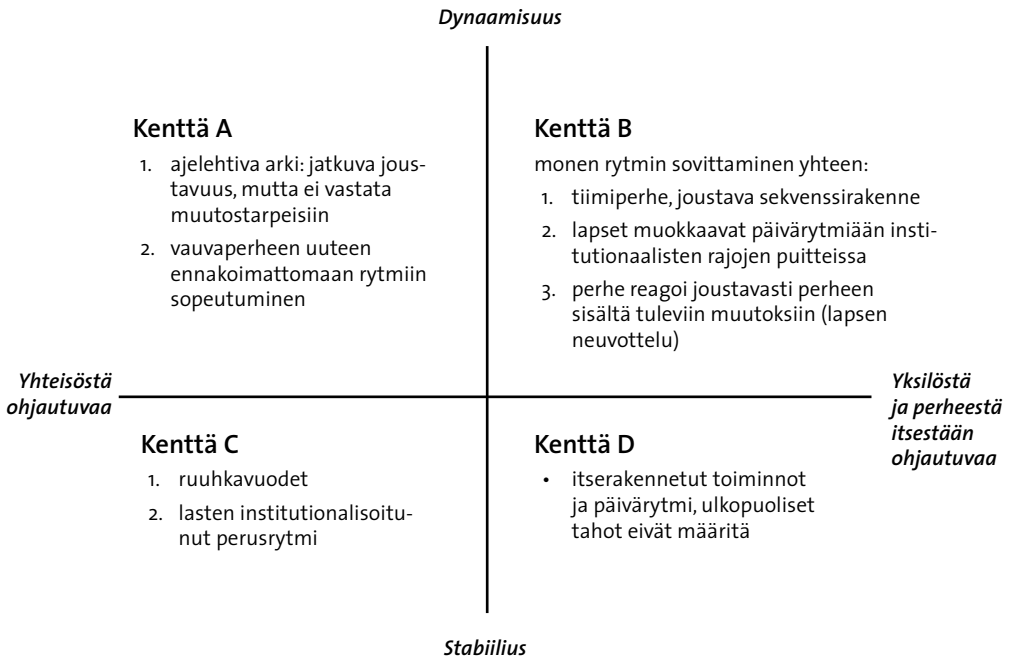 Dynaamisuus
Kenttä A
1. ajelehtiva arki: jatkuva jous-
tavuus, mutta ei vastata
muutostarpeisiin
2. vauvaperheen uuteen
ennakoimattomaan rytmiin
sopeutuminen
Kenttä B
monen rytmin sovittaminen yhteen:
1. tiimiperhe, joustava sekvenssirakenne
2. lapset muokkaavat päivärytmiään insti-
tutionaalisten rajojen puitteissa
3. perhe reagoi joustavasti perheen
sisältä tuleviin muutoksiin (lapsen
neuvottelu)
Yhteisöstä
ohjautuvaa
Yksilöstä
ja perheestä
itsestään
ohjautuvaa
Kenttä C
1. ruuhkavuodet
2. lasten institutionalisoitu-
nut perusrytmi
Kenttä D
• itserakennetut toiminnot
ja päivärytmi, ulkopuoliset
tahot eivät määritä
Stabiilius